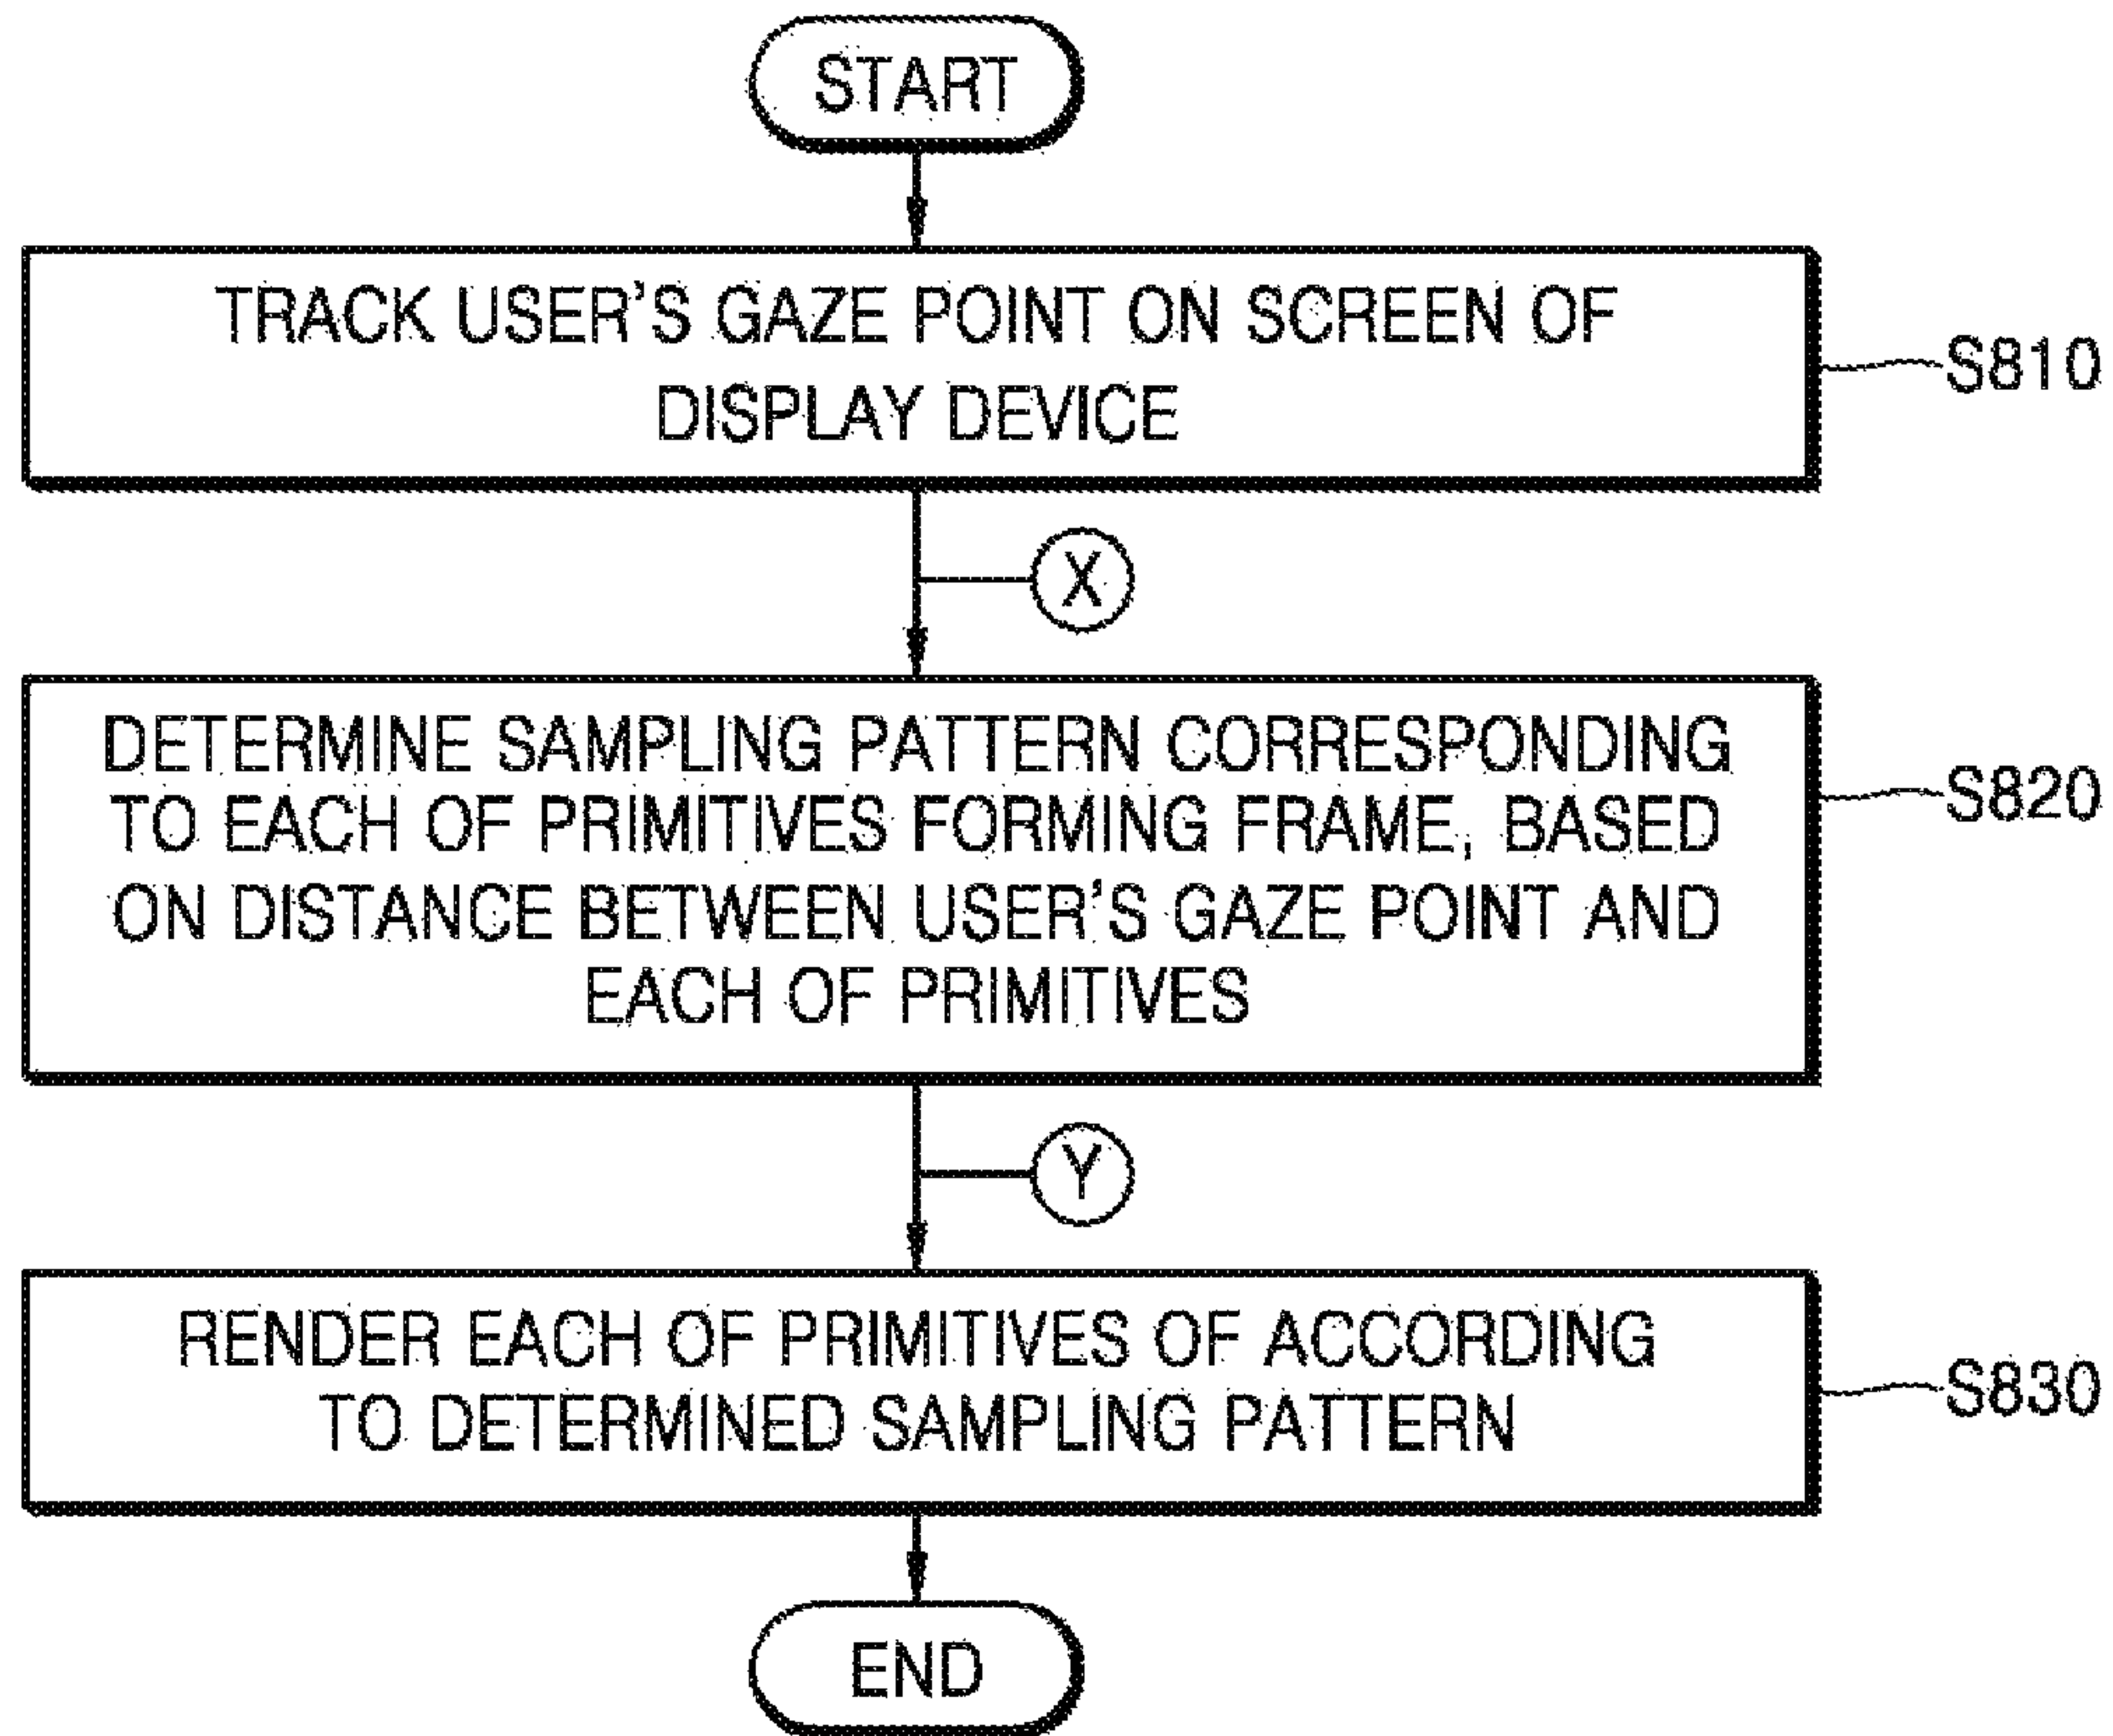 START
TRACK USER'S GAZE POINT ON SCREEN OF
DISPLAY DEVICE
S810
X
DETERMINE SAMPLING PATTERN CORRESPONDING
TO EACH OF PRIMITIVES FORMING FRAME, BASED
ON DISTANCE BETWEEN USER'S GAZE POINT AND
EACH OF PRIMITIVES
S820
Y
RENDER EACH OF PRIMITIVES OF ACCORDING
TO DETERMINED SAMPLING PATTERN
S830
END